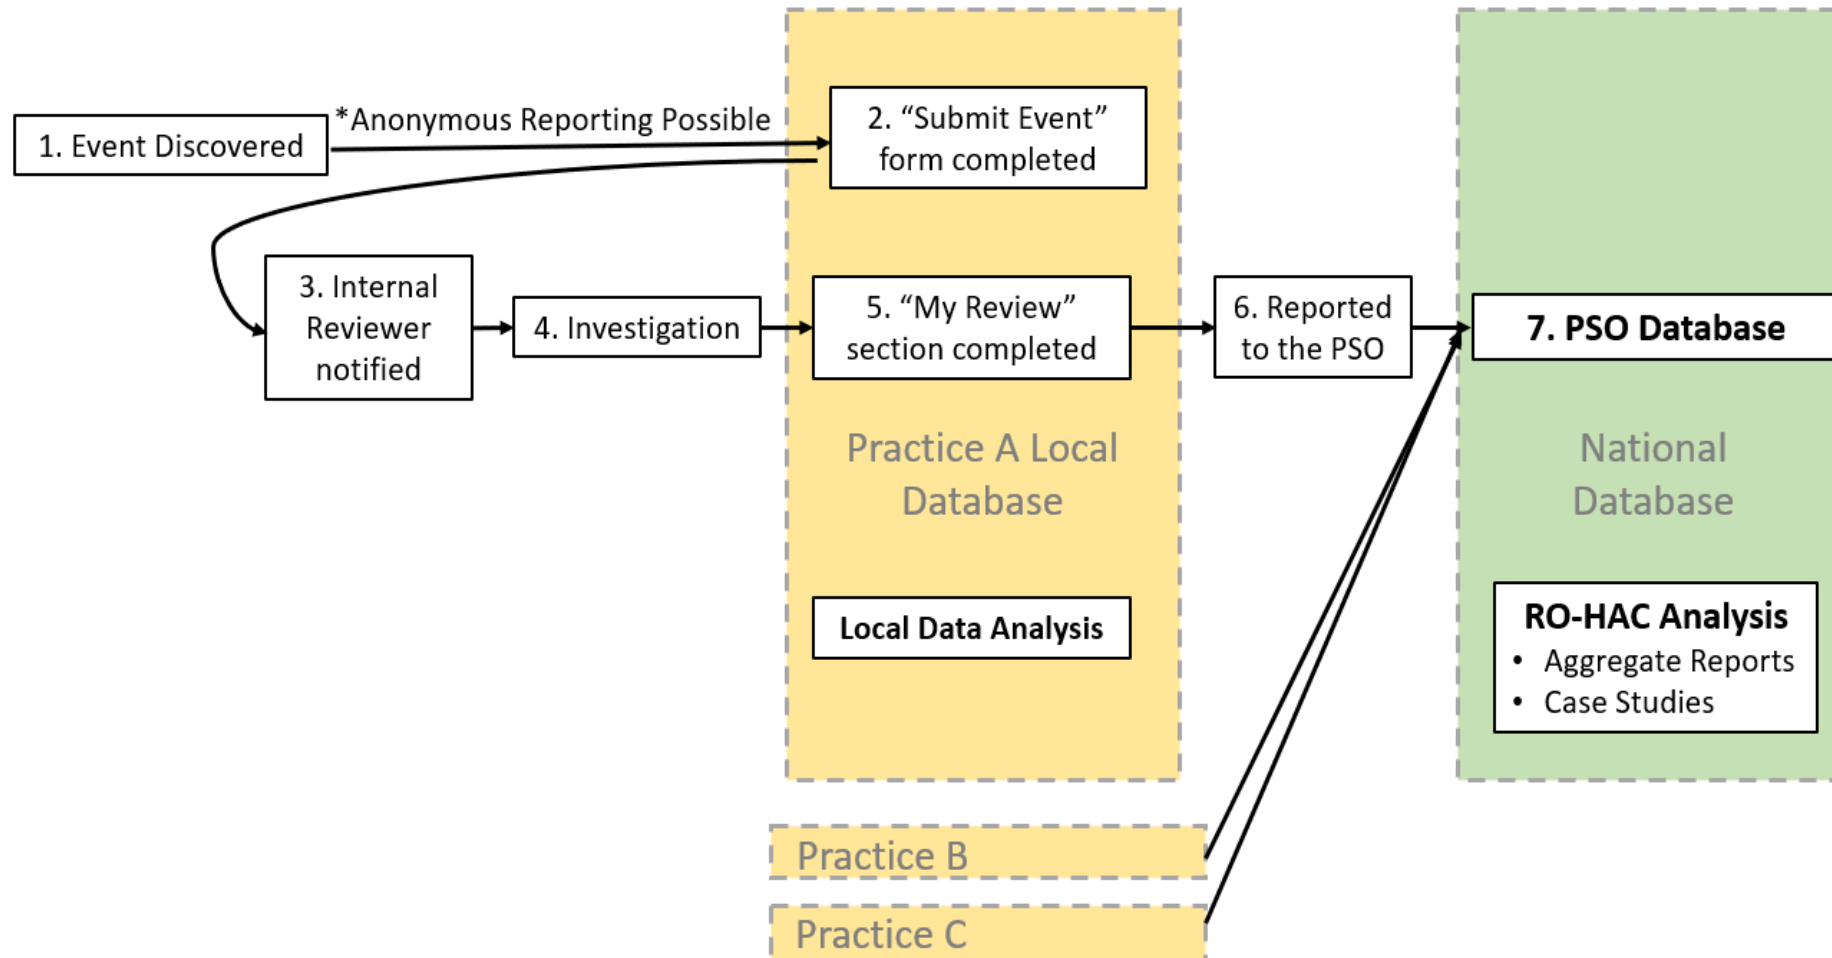 1. Event Discovered
*Anonymous Reporting Possible
2. “Submit Event”
form completed
3. Internal
Reviewer
notified
4. Investigation
5. “My Review”
section completed
6. Reported
to the PSO
7. PSO Database
Practice A Local
Database
National
Database
Local Data Analysis
RO-HAC Analysis
• Aggregate Reports
• Case Studies
Practice B
Practice C